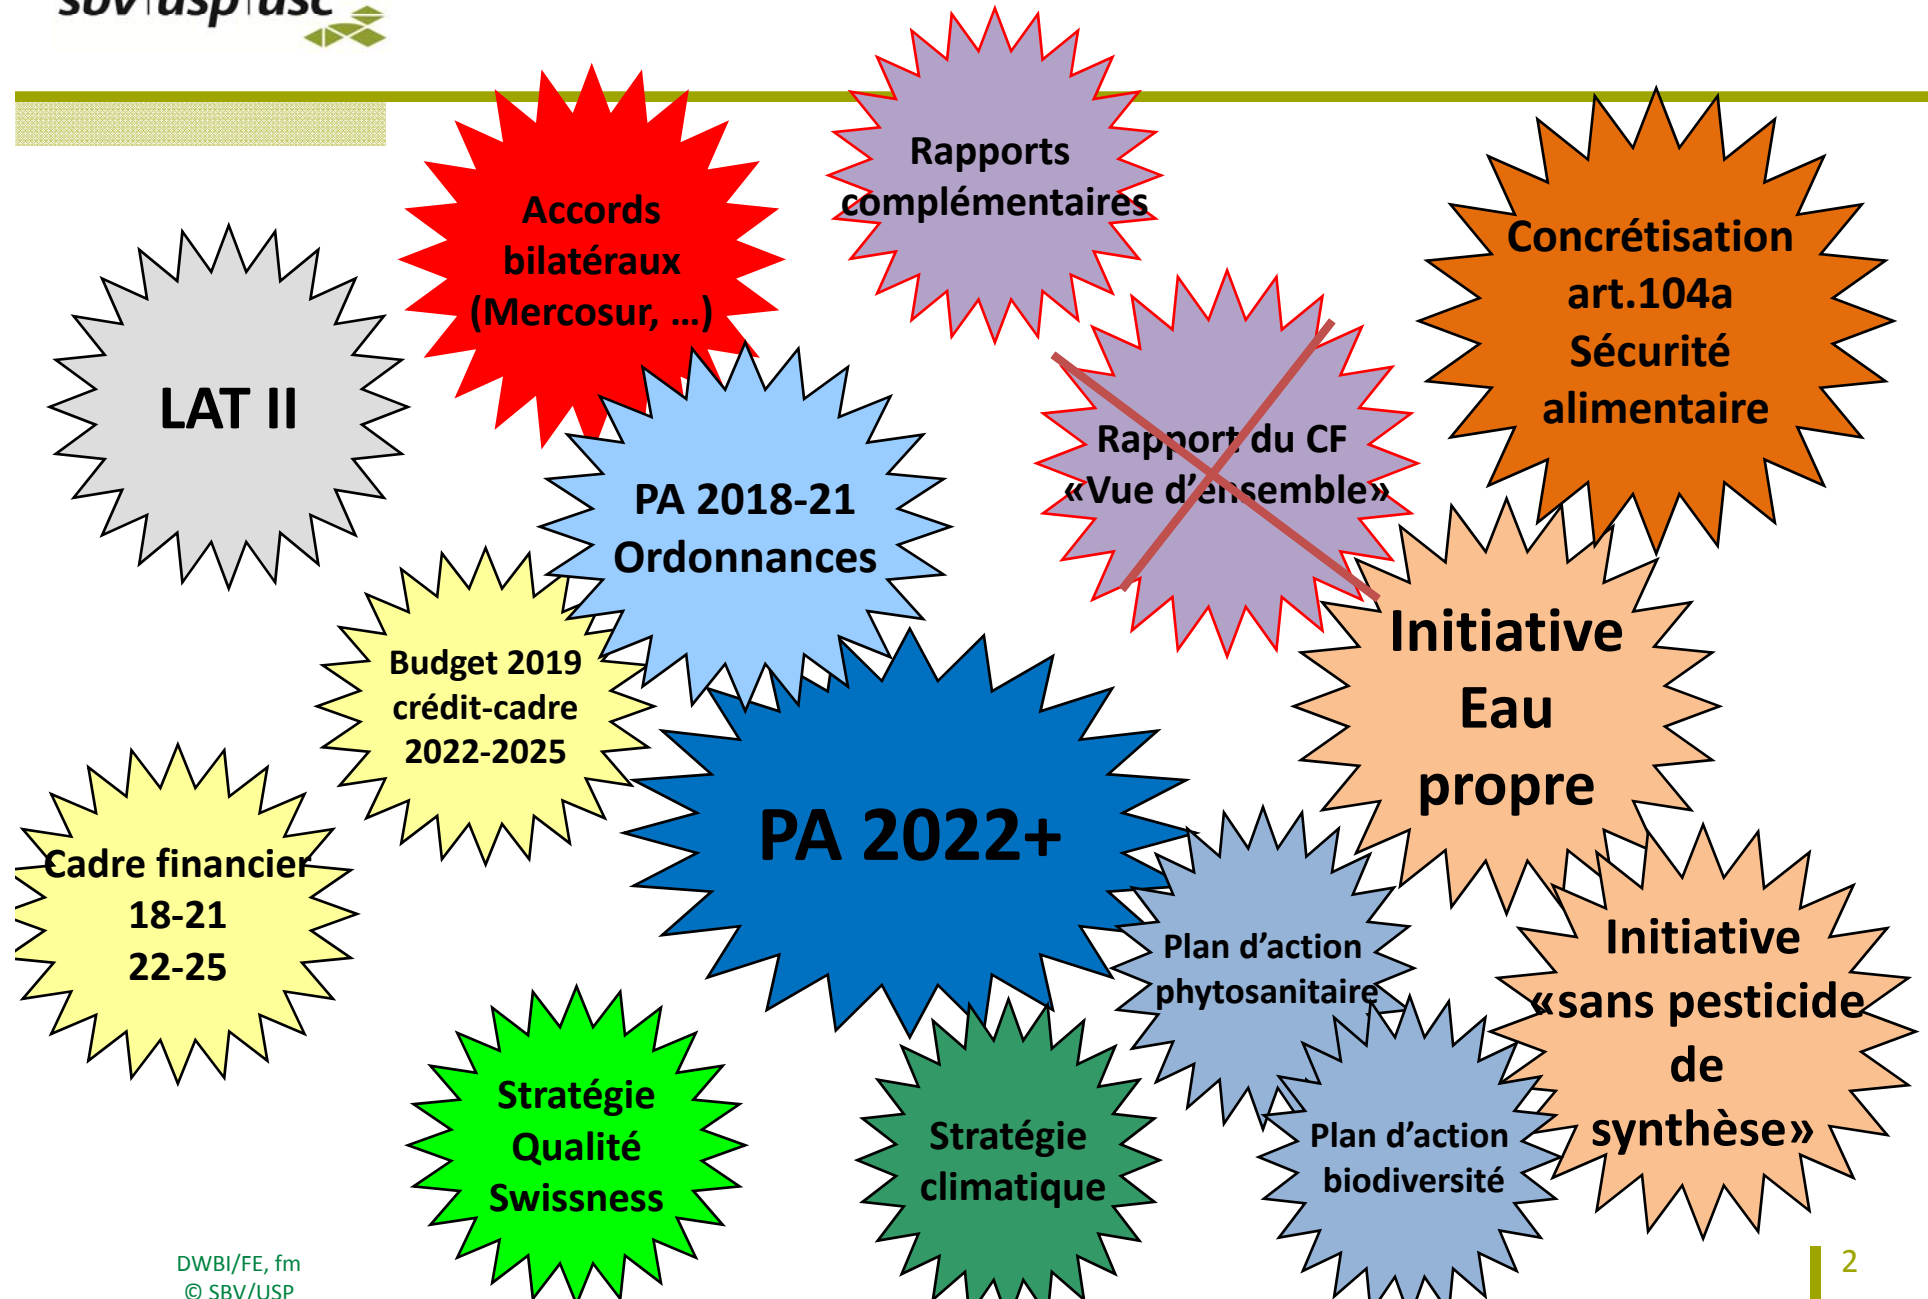 sbv usp usc
Rapports
complémentaires
Accords
bilatéraux
(Mercosur, ...)
Concrétisation
art.104a
Sécurité
alimentaire
LAT II
Rapport du CF
«Vue d’ensemble»
PA 2018-21
Ordonnances
Initiative
Eau
propre
Budget 2019
crédit-cadre
2022-2025
PA 2022+
Cadre financier
18-21
22-25
Plan d’action
phytosanitaire
Initiative
«sans pesticide
de
synthèse»
Stratégie
Qualité
Swissness
Stratégie
climatique
Plan d’action
biodiversité
DWBI/FE, fm
© SBV/USP
2